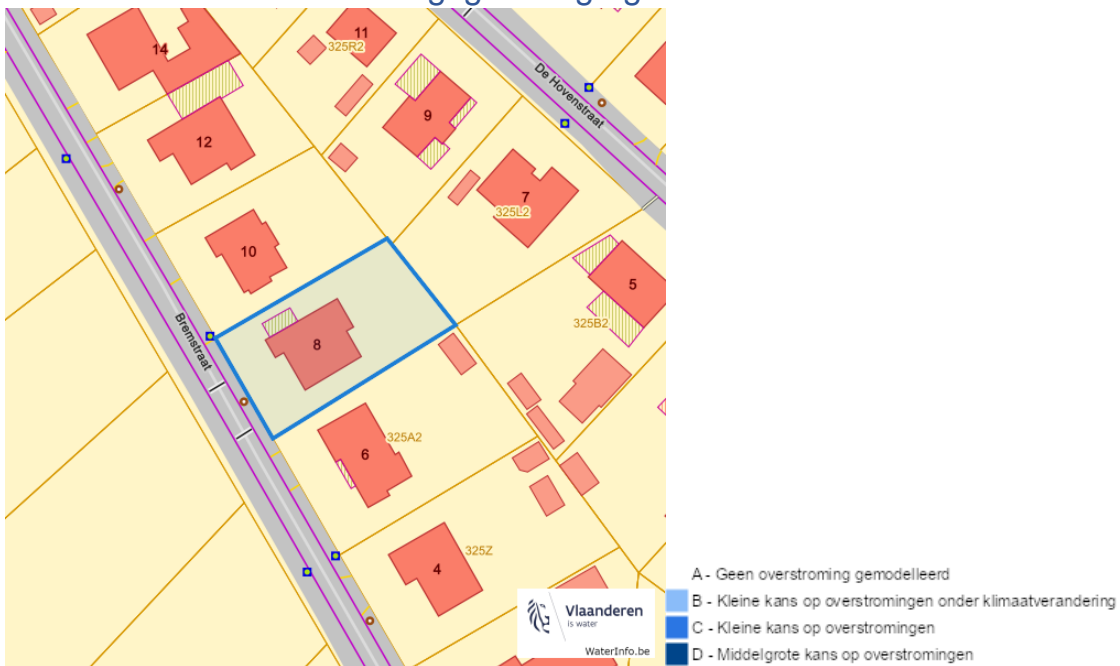 14
11
325R2
De Hovenstraat
9
12
7
325L2
10
5
325B2
Bremstraat
8
325A2
6
325Z
4
Vlaanderen
is water
WaterInfo.be
A - Geen overstroming gemodelleerd
B - Kleine kans op overstromingen onder klimaatverandering
C - Kleine kans op overstromingen
D - Middelgrote kans op overstromingen